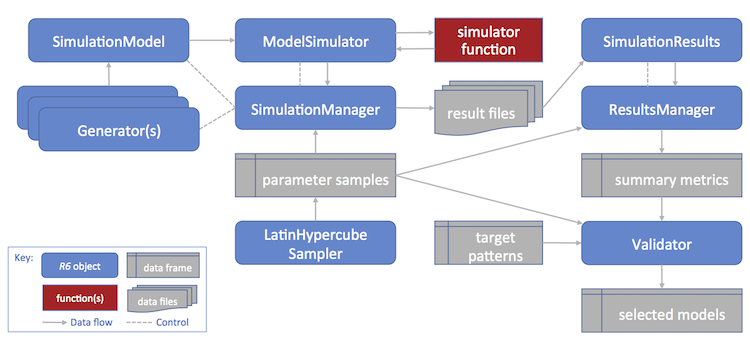 SimulationModel
ModelSimulator
simulator
function
SimulationResults
Generator(s)
SimulationManager
result files
ResultsManager
parameter samples
summary metrics
LatinHypercube
Sampler
target
patterns
Validator
selected models
Key:
R6 object
data frame
function(s)
data files
Data flow
Control